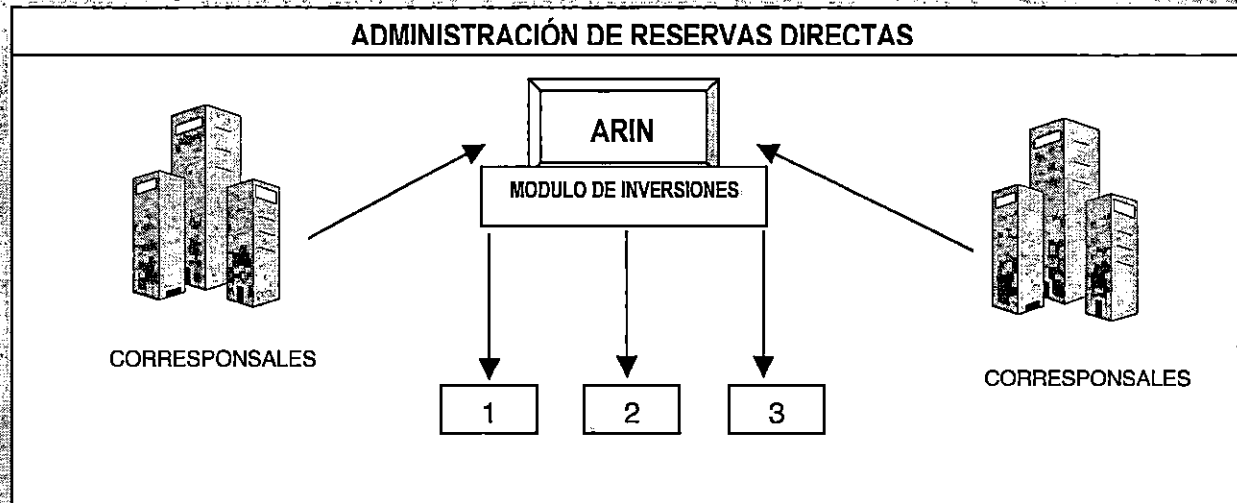 ADMINISTRACIÓN DE RESERVAS DIRECTAS
ARIN
MODULO DE INVERSIONES
CORRESPONSALES
CORRESPONSALES
1
2
3